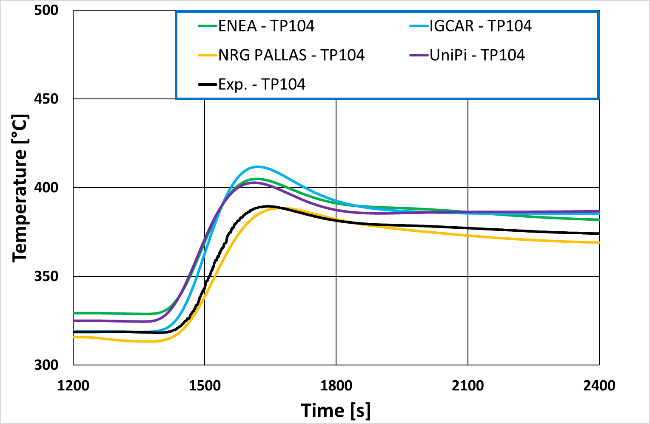 500
ENEA - TP104
IGCAR - TP104
NRG PALLAS - TP104
UniPi - TP104
Exp. - TP104
450
400
350
300
Temperature [°C]
1200
1500
1800
2100
2400
Time [s]